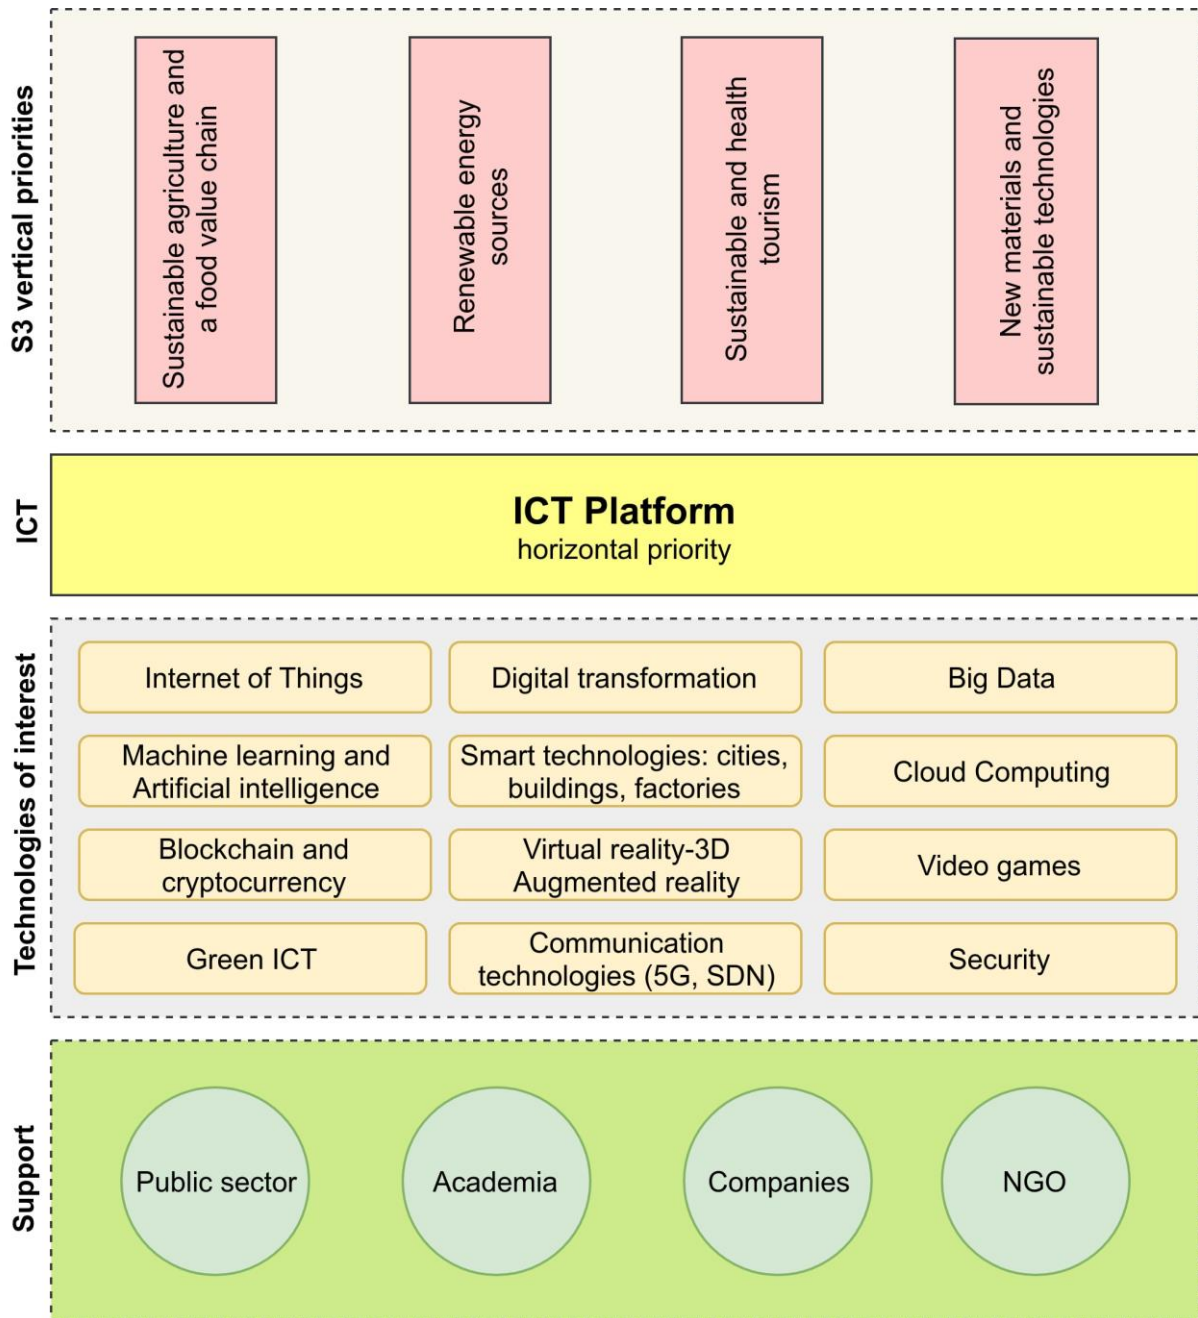 S3 vertical priorities
Sustainable agriculture and
a food value chain
Renewable energy
sources
Sustainable and health
tourism
New materials and
sustainable technologies
ICT
ICT Platform
horizontal priority
Technologies of interest
Internet of Things
Digital transformation
Big Data
Machine learning and
Artificial intelligence
Smart technologies: cities,
buildings, factories
Cloud Computing
Blockchain and
cryptocurrency
Virtual reality-3D
Augmented reality
Video games
Green ICT
Communication
technologies (5G, SDN)
Security
Support
Public sector
Academia
Companies
NGO